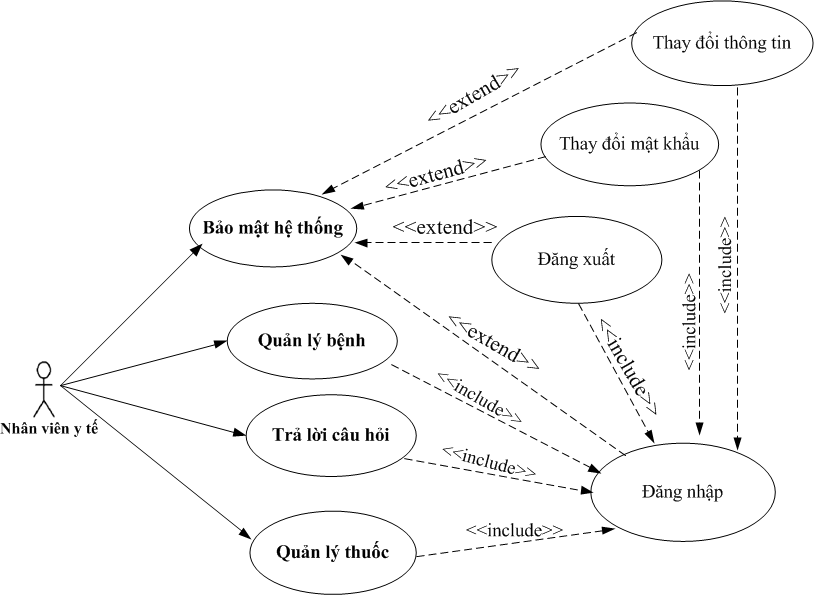 Thay đổi thông tin
<<extend>>
Thay đổi mật khẩu
<<extend>>
Bảo mật hệ thống
<<extend>>
Đăng xuất
<<include>>
<<include>>
<<extend>>
<<include>>
Quản lý bệnh
<<include>>
Nhân viên y tế
Trả lời câu hỏi
<<include>>
Đăng nhập
Quản lý thuốc
<<include>>